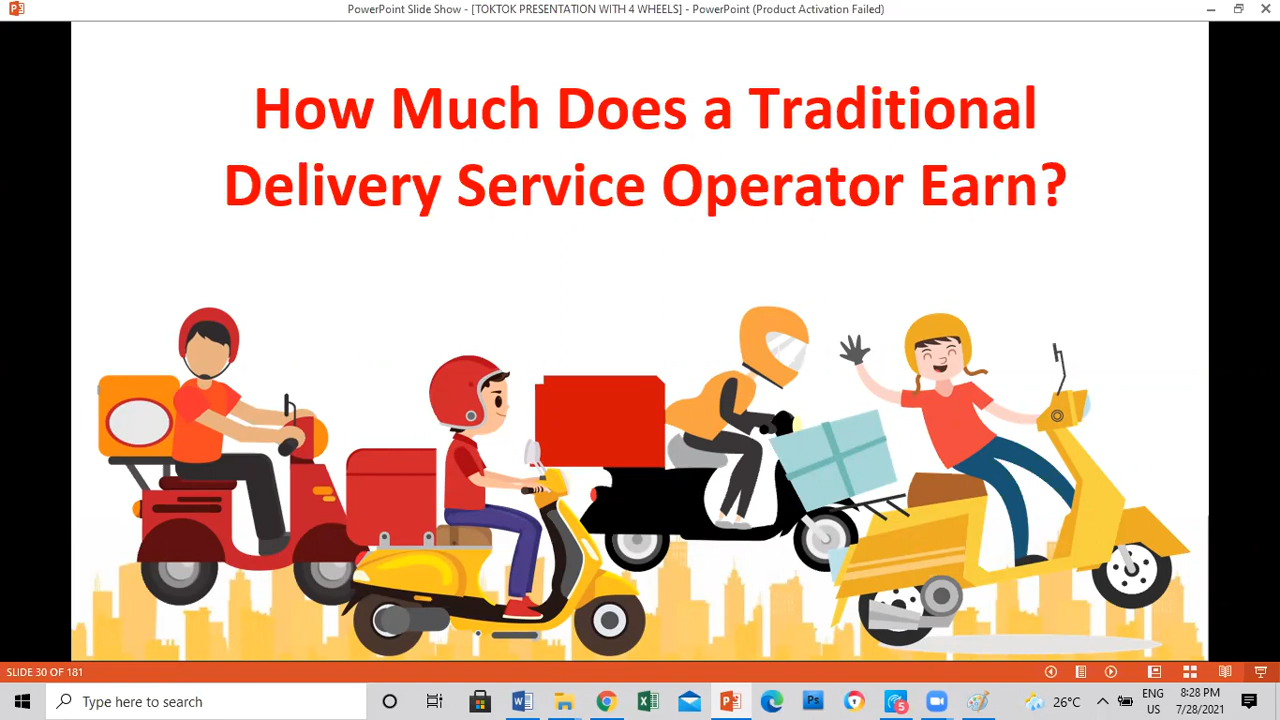 PowerPoint Slide Show - [TOKTOK PRESENTATION WITH 4 WHEELS] - PowerPoint (Product Activation Failed)
How Much Does a Traditional
Delivery Service Operator Earn?
SLIDE 30 OF 181
Type here to search
5
26°C
ENG
US
8:28 PM
7/28/2021